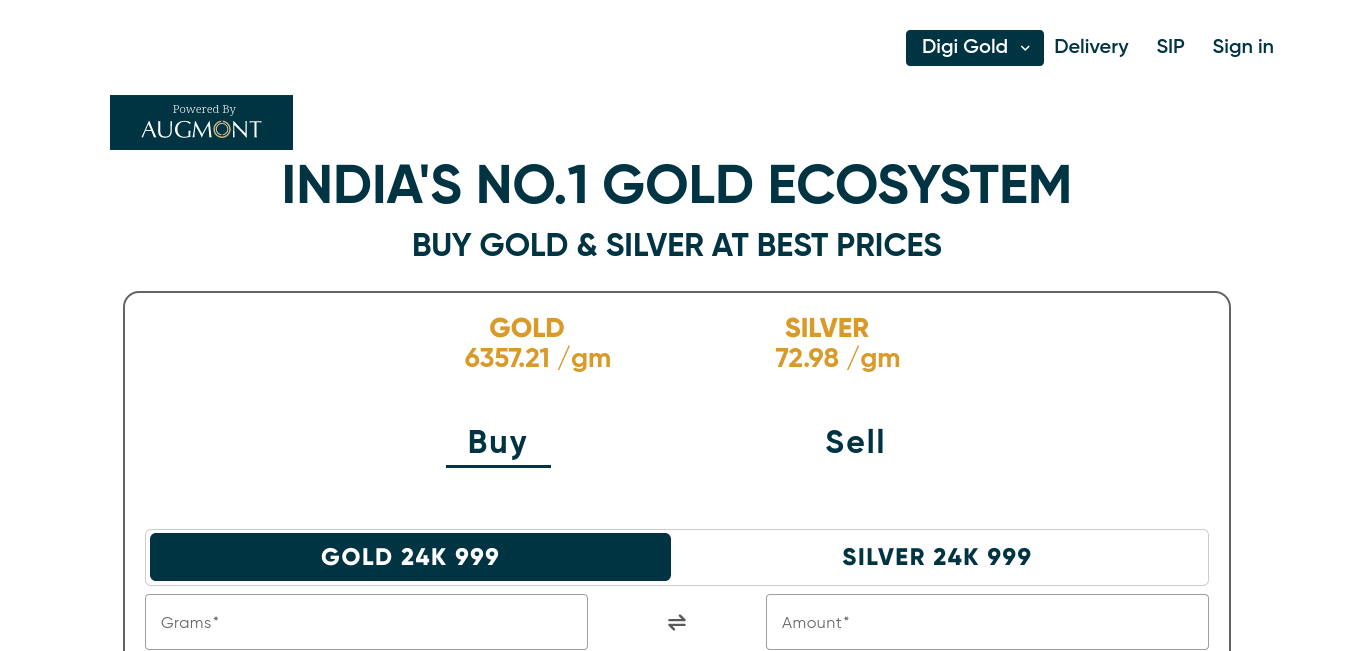 Digi Gold Delivery SIP Sign in
Powered By
AUGMONT
INDIA'S NO.1 GOLD ECOSYSTEM
BUY GOLD & SILVER AT BEST PRICES
GOLD SILVER
6357.21 /gm 72.98 /gm
Buy Sell
GOLD 24K 999 SILVER 24K 999
Grams* Amount*